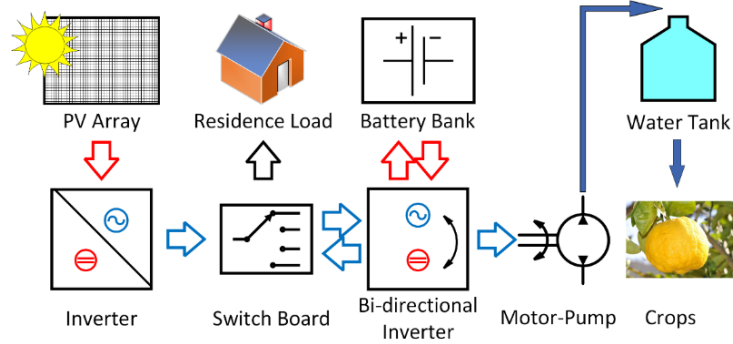 PV Array
Residence Load
Battery Bank
Water Tank
+ −
Inverter
Switch Board
Bi-directional
Inverter
Motor-Pump
Crops